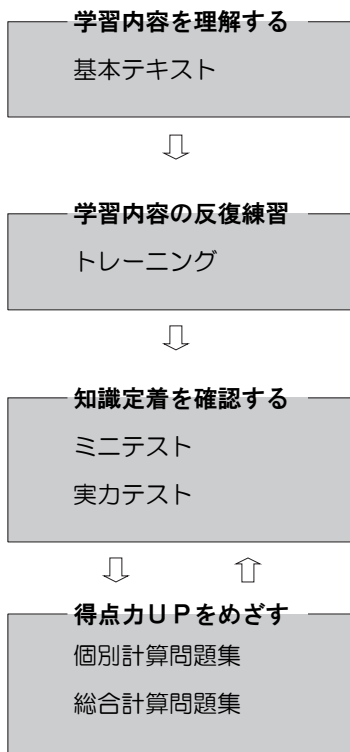 学習内容を理解する
基本テキスト
学習内容の反復練習
トレーニング
知識定着を確認する
ミニテスト
実力テスト
得点力ＵＰをめざす
個別計算問題集
総合計算問題集